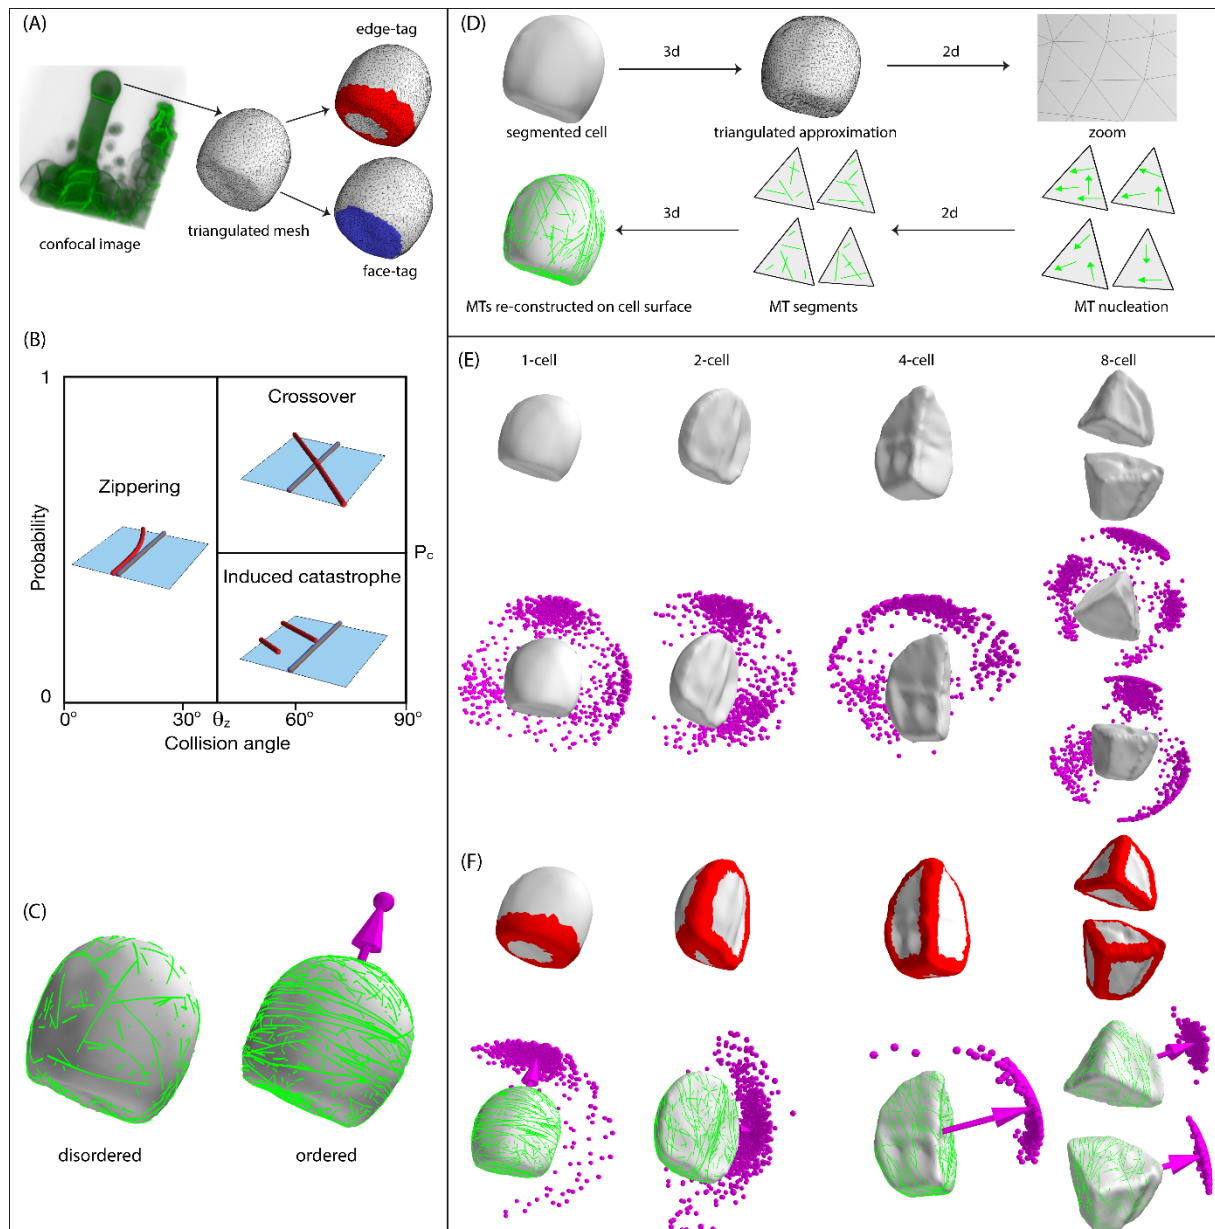 (A)
edge-tag
confocal image
triangulated mesh
face-tag
(B)
1
Crossover
Zippering
Probability
Pc
Induced catastrophe
0
0° 30° θz 60° 90°
Collision angle
(C)
disordered
ordered
(D)
3d
2d
segmented cell
triangulated approximation
zoom
3d
2d
MTs re-constructed on cell surface
MT segments
MT nucleation
(E)
1-cell
2-cell
4-cell
8-cell
(F)